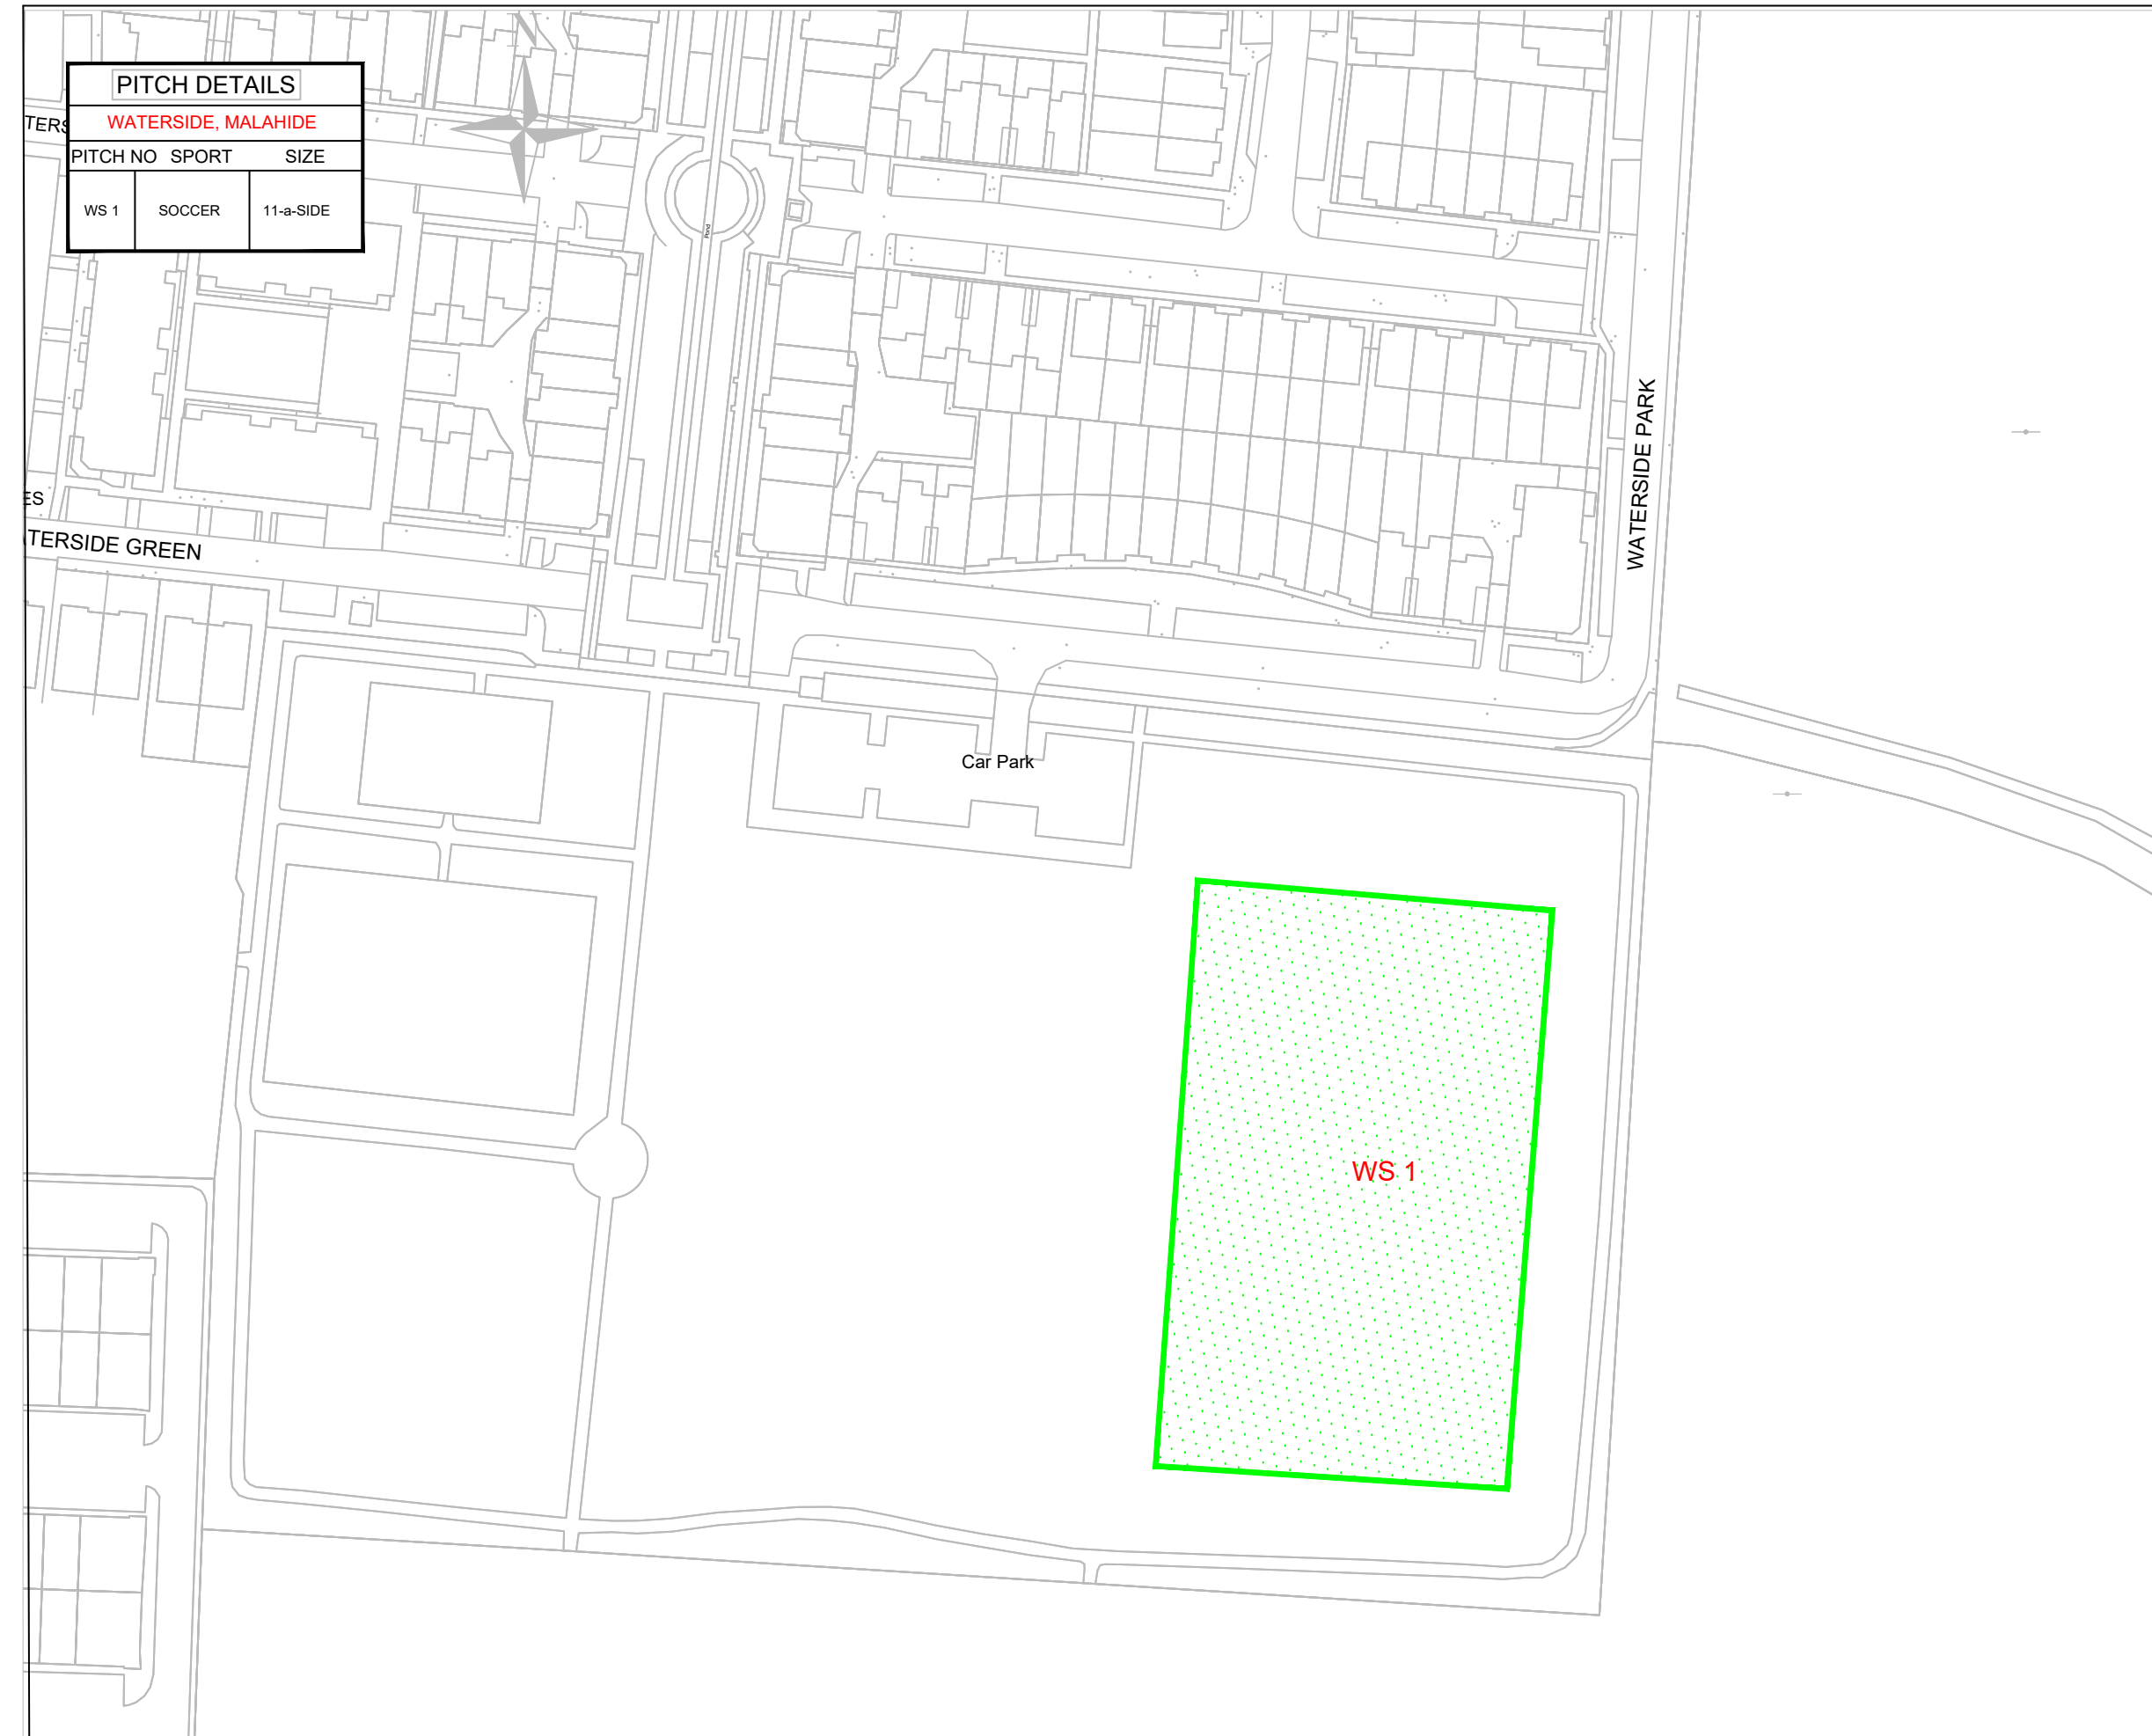 N
PITCH DETAILS
WATERSIDE, MALAHIDE
PITCH NO SPORT SIZE
WS 1 SOCCER 11-a-SIDE
TERS
Pond
WATERSIDE PARK
ES
TERSIDE GREEN
Car Park
WS 1